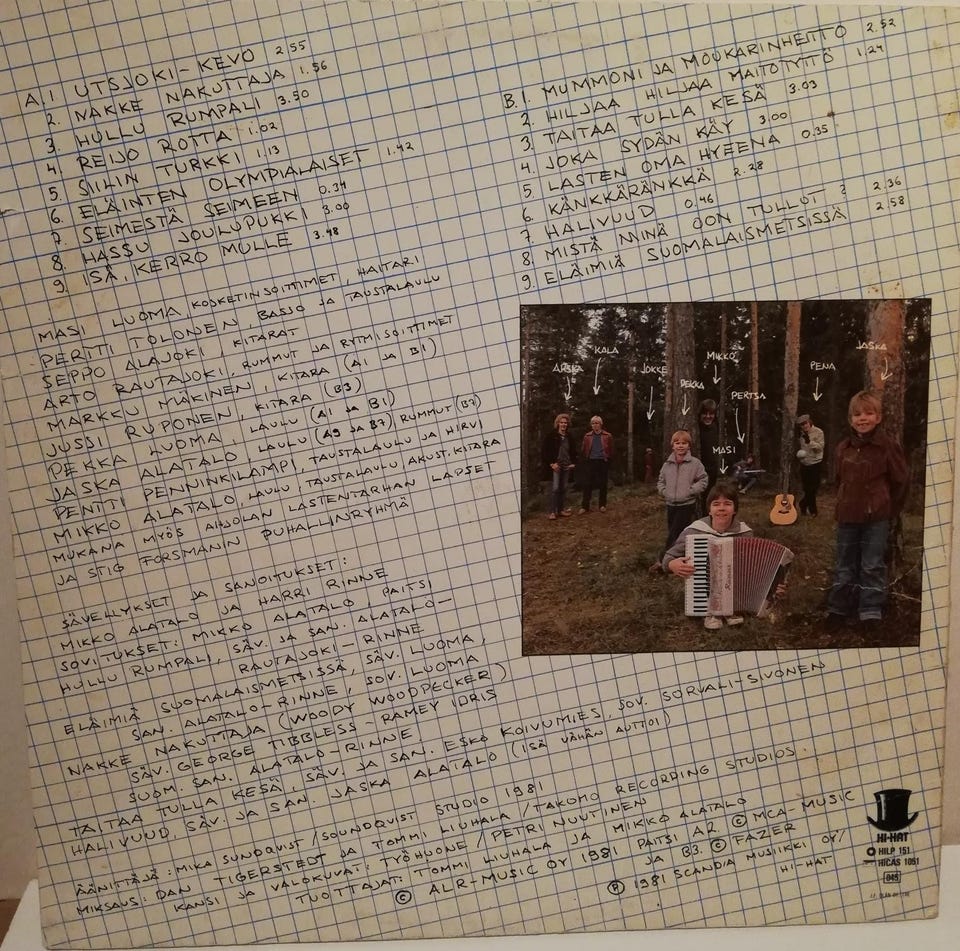 A.1 UTSJOKI-KEVO 2.55
2. NAKKE NAKUTTAJA 1.56
3. HULLU RUMPALI 3.50
4. REIJO ROTTA 1.02
5. SIILIN TURKKI 1.13
6. ELÄINTEN OLYMPIALAISET 1.42
7. SEIMESTÄ SEIMEEN 0.34
8. HASSU JOULUPUKKI 3.00
9. ISÄ, KERRO MULLE 3.48
B.1. MUMMONI JA MOUKARINHEITTO 2.52
2. HILJAA HILJAA MAITOTYTTÖ 1.24
3. TAITAA TULLA KESÄ 3.03
4. JOKA SYDÄN KÄY 3.00
5. LASTEN OMA HYEENA 0.35
6. KÄNKKÄRÄNKKÄ 2.28
7. HALIVUUD 0.46
8. MISTÄ MINÄ OON TULLUT? 2.36
9. ELÄIMIÄ SUOMALAISMETSISSÄ 2.58
MASI LUOMA KOSKETINSOITTIMET, HAITARI
PERTTI TOLONEN, BASSO JA TAUSTALAULU
SEPPO ALAJOKI, KITARAT
ARTO RAUTAJOKI, RUMMUT JA RYTMISOITTIMET
MARKKU MÄKINEN, KITARA (A1 JA B1)
JUSSI RUPONEN, KITARA (B3)
PEKKA LUOMA, LAULU (A1 JA B1)
JASKA ALATALO, LAULU (A9 JA B7) RUMMUT (B7)
PENTTI PENNINKILAMPI, TAUSTALAULU JA HIRVI
MIKKO ALATALO, LAULU, TAUSTALAULU, AKUST. KITARA
MUKANA MYÖS AHJOLAN LASTENTARHAN LAPSET
JA STIG FORSMANIN PUHALLINRYHMÄ
ARSKA
KALA
JOKKE
PEKKA
MIKKO
PERTSA
MASI
PENA
JASKA
SÄVELLYKSET JA SANOITUKSET:
MIKKO ALATALO JA HARRI RINNE
SOVITUKSET: MIKKO ALATALO, PAITSI
HULLU RUMPALI, SÄV. JA SAN. ALATALO-
RAUTAJOKI-RINNE
ELÄIMIÄ SUOMALAISMETSISSÄ, SÄV. LUOMA,
SAN. ALATALO-RINNE, SOV. LUOMA
NAKKE NAKUTTAJA (WOODY WOODPECKER)
SÄV. GEORGE TIBBLESS-RAMEY IDRIS
SUOM. SAN. ALATALO-RINNE
TAITAA TULLA KESÄ, SÄV. JA SAN. ESKO KOIVUMIES, SOV. SORVALI-SIVONEN
HALIVUUD, SÄV. JA SAN. JASKA ALATALO (ISÄ VÄHÄN AUTTOI)
ÄÄNITTÄJÄ: MIKA SUNDQVIST/SOUNDQVIST STUDIO 1981
MIKSAUS: DAN TIGERSTEDT JA TOMMI LIUHALA/TAKOMO RECORDING STUDIOS.
KANSI JA VALOKUVAT: TYÖHUONE/PETRI NUUTINEN
TUOTTAJAT: TOMMI LIUHALA JA MIKKO ALATALO
© ALR-MUSIC OY 1981 PAITSI A2. © MCA-MUSIC
JA B3. © FAZER
Ⓟ 1981 SCANDIA MUSIIKKI OY/
HI-HAT
HI-HAT
HILP 151
HICAS 1051